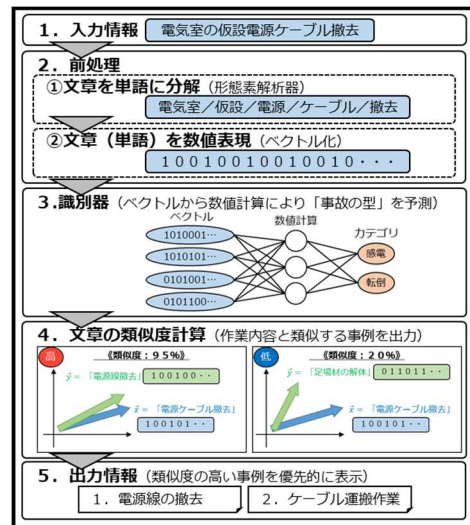 1．入力情報 電気室の仮設電源ケーブル撤去
2．前処理
①文章を単語に分解（形態素解析器）
電気室／仮設／電源／ケーブル／撤去
②文章（単語）を数値表現（ベクトル化）
10010010010010・・・
3.識別器（ベクトルから数値計算により「事故の型」を予測）
ベクトル 数値計算 カテゴリ
1010001…
1010101…
0101001…
0101100…
感電
転倒
4．文章の類似度計算（作業内容と類似する事例を出力）
高 《類似度：95%》
ȳ＝「電源線撤去」 100100・・
x̄＝「電源ケーブル撤去」
100101・・
低 《類似度：20%》
ȳ＝「足場材の解体」 011011・・
x̄＝「電源ケーブル撤去」
100101・・
5．出力情報（類似度の高い事例を優先的に表示）
1．電源線の撤去 2．ケーブル運搬作業